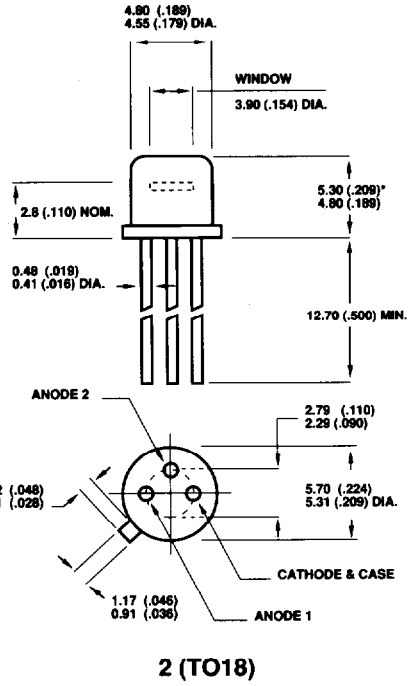 4.80 (.189)
4.55 (.179) DIA.
WINDOW
3.90 (.154) DIA.
5.30 (.209)*
4.80 (.189)
2.8 (.110) NOM.
0.48 (.019)
0.41 (.016) DIA.
12.70 (.500) MIN.
ANODE 2
2.79 (.110)
2.29 (.090)
(.048)
(.028)
5.70 (.224)
5.31 (.209) DIA.
CATHODE & CASE
1.17 (.046)
0.91 (.036)
ANODE 1
2 (TO18)